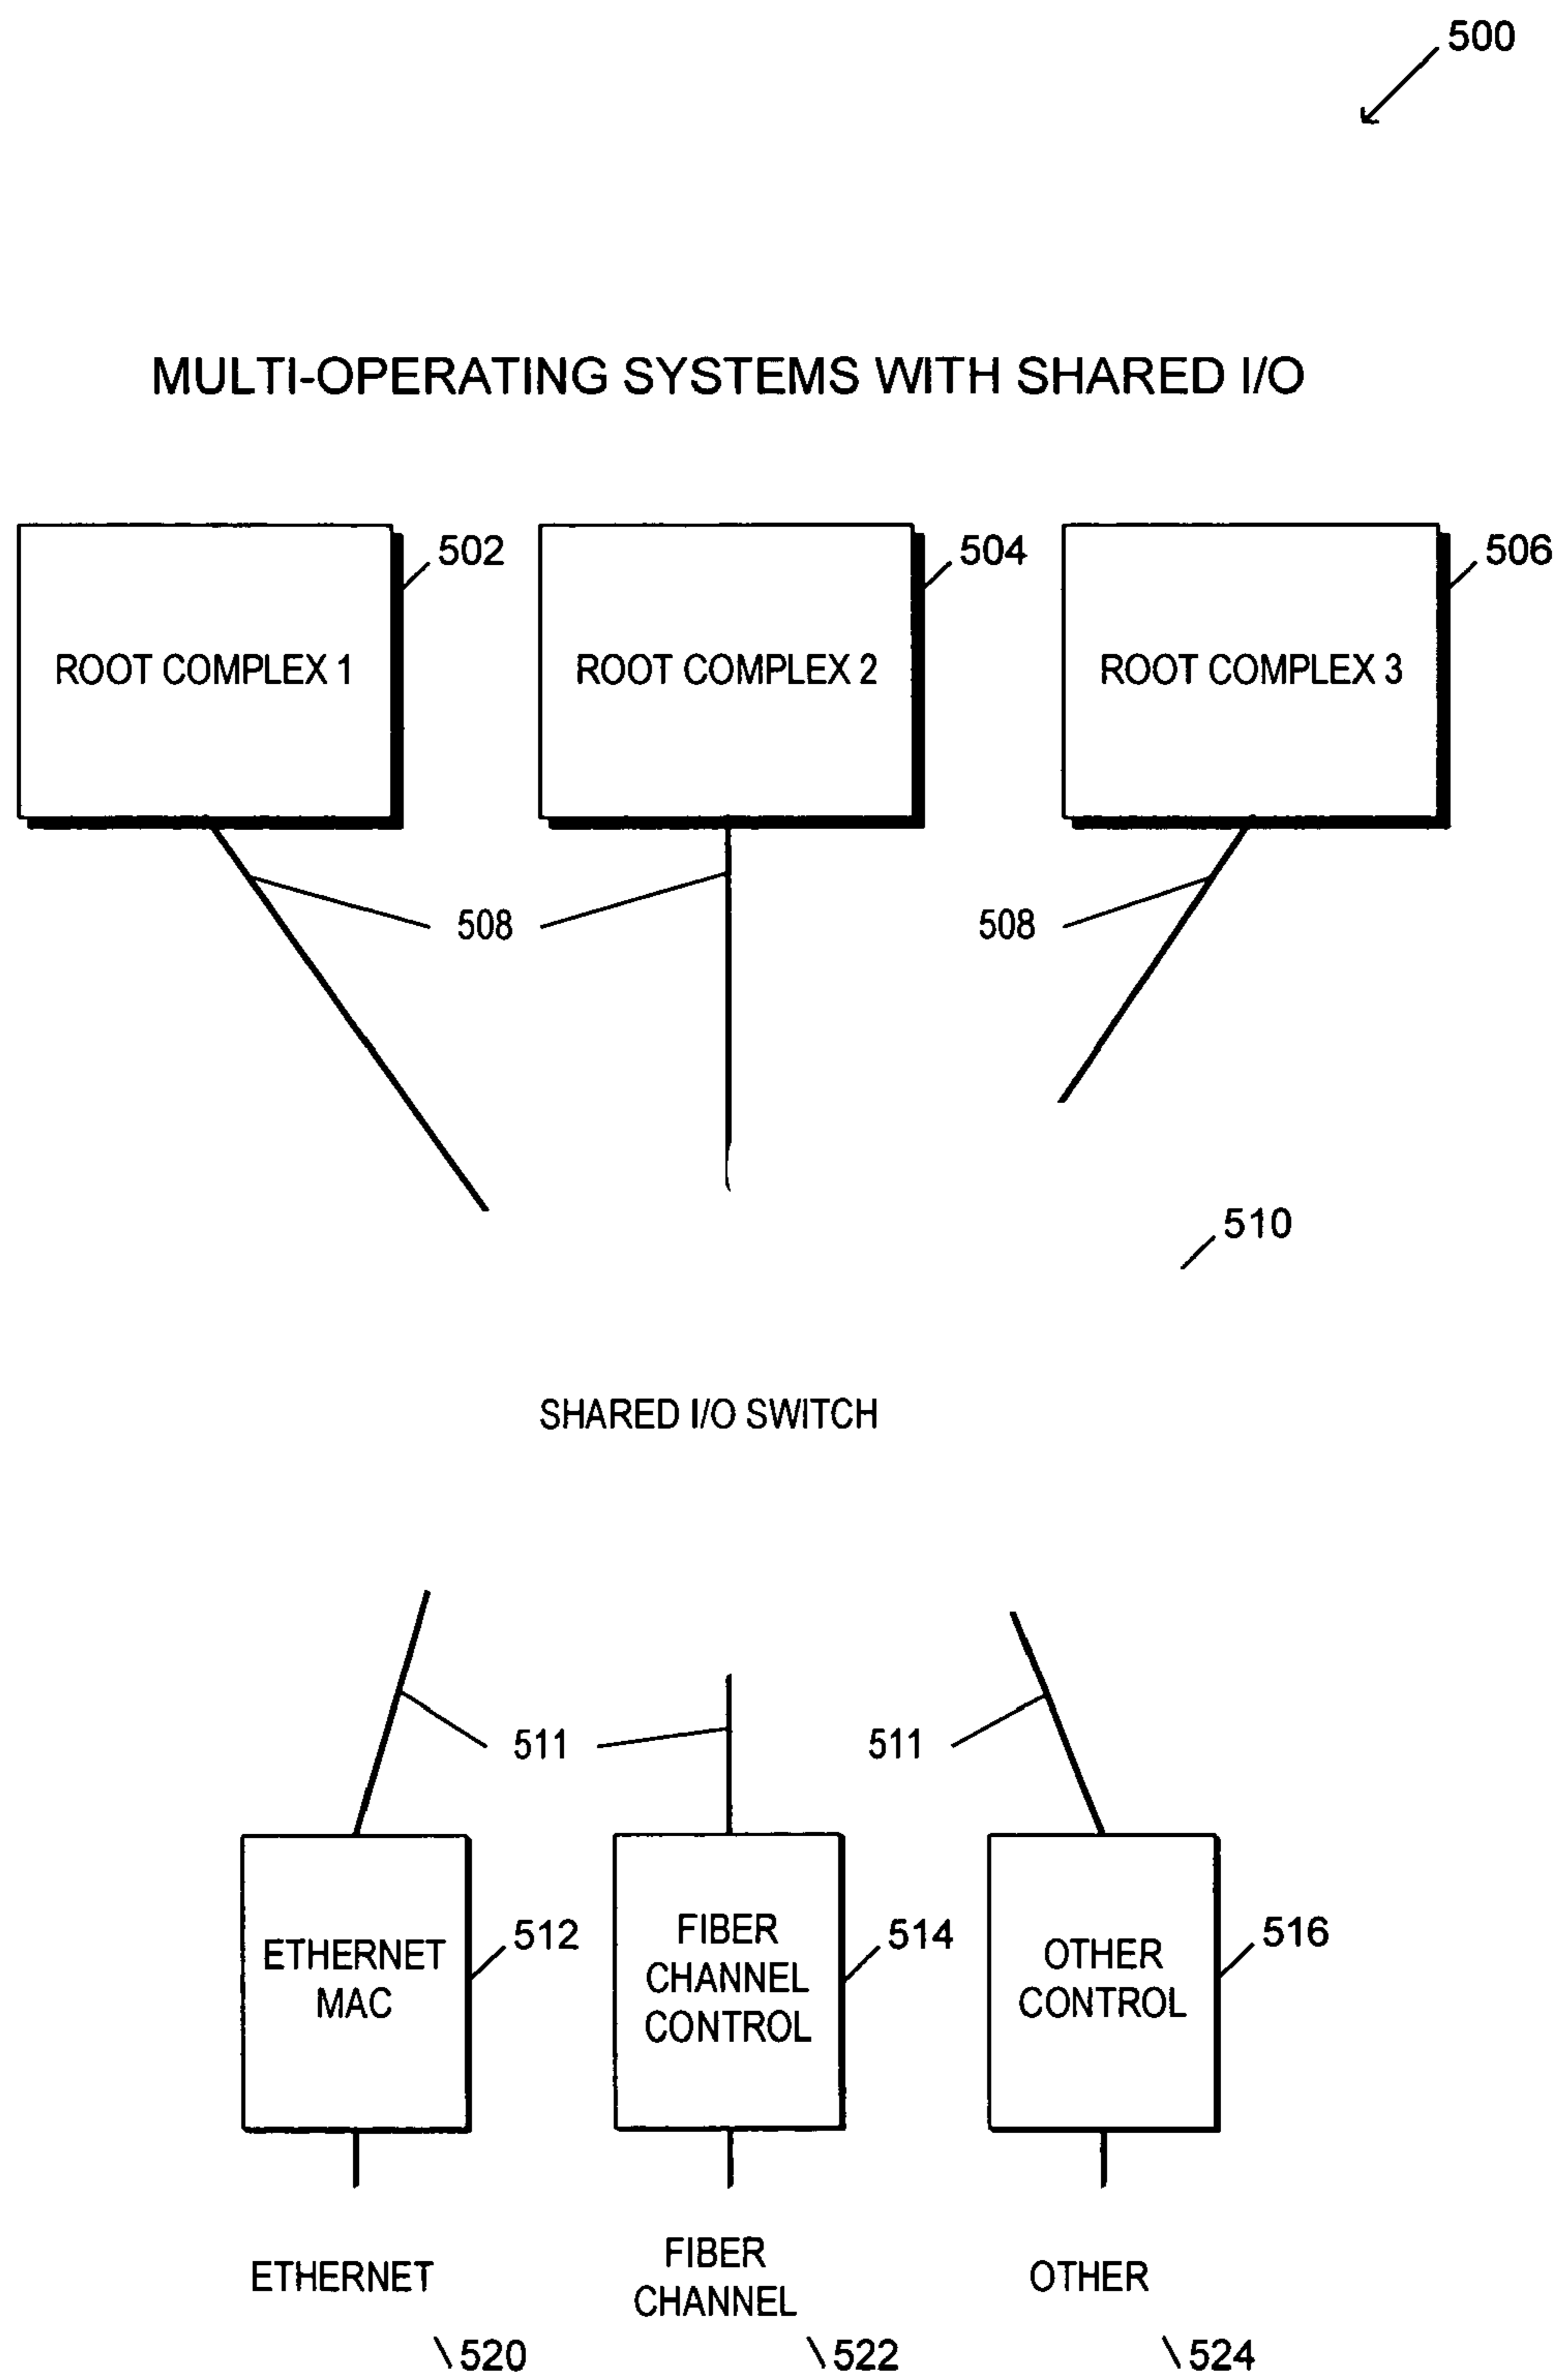 500
MULTI-OPERATING SYSTEMS WITH SHARED I/O
502
504
506
ROOT COMPLEX 1
ROOT COMPLEX 2
ROOT COMPLEX 3
508
508
510
SHARED I/O SWITCH
511
511
512
514
516
ETHERNET
MAC
FIBER
CHANNEL
CONTROL
OTHER
CONTROL
ETHERNET
FIBER
CHANNEL
OTHER
520
522
524